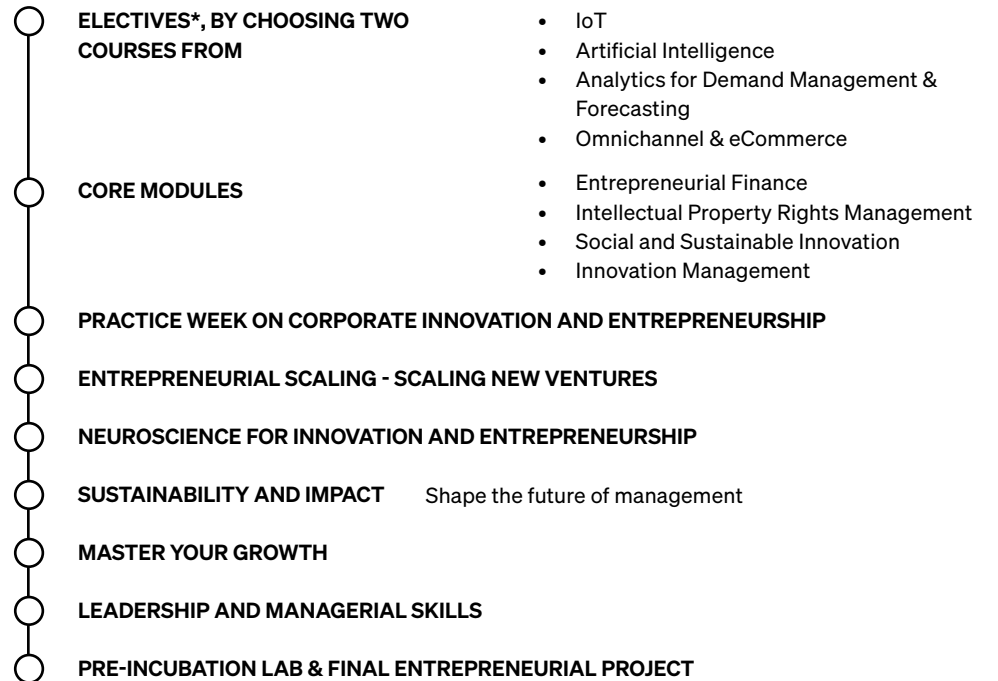 ELECTIVES*, BY CHOOSING TWO
COURSES FROM
• IoT
• Artificial Intelligence
• Analytics for Demand Management &
Forecasting
• Omnichannel & eCommerce
CORE MODULES
• Entrepreneurial Finance
• Intellectual Property Rights Management
• Social and Sustainable Innovation
• Innovation Management
PRACTICE WEEK ON CORPORATE INNOVATION AND ENTREPRENEURSHIP
ENTREPRENEURIAL SCALING - SCALING NEW VENTURES
NEUROSCIENCE FOR INNOVATION AND ENTREPRENEURSHIP
SUSTAINABILITY AND IMPACT Shape the future of management
MASTER YOUR GROWTH
LEADERSHIP AND MANAGERIAL SKILLS
PRE-INCUBATION LAB & FINAL ENTREPRENEURIAL PROJECT